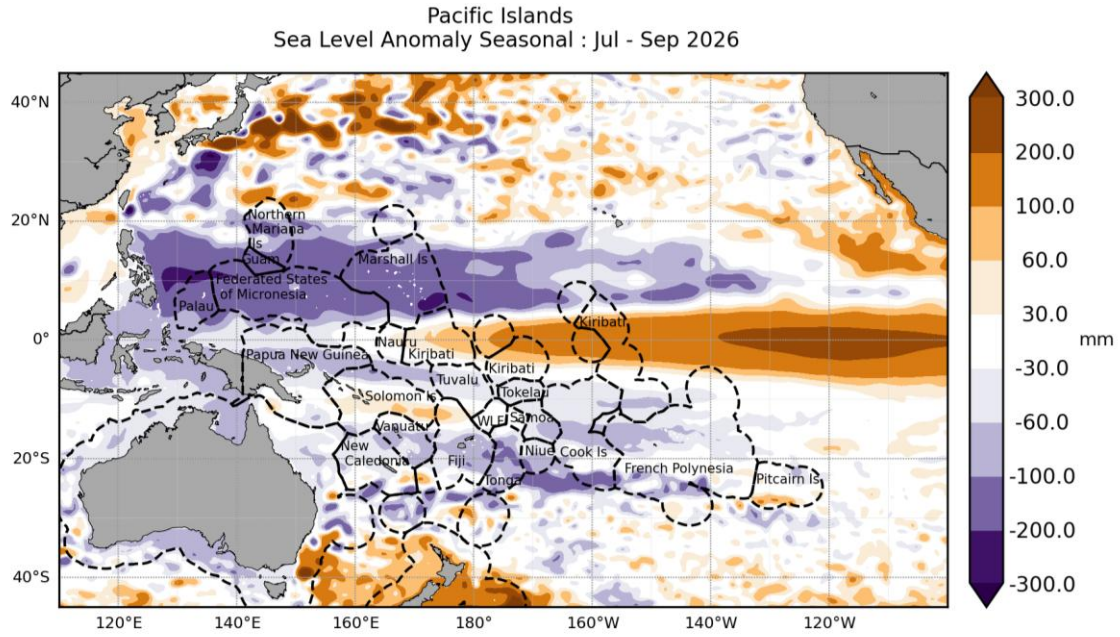 Pacific Islands
Sea Level Anomaly Seasonal : Jul - Sep 2026
40°N
20°N
0°
20°S
40°S
120°E
140°E
160°E
180°
160°W
140°W
120°W
Northern
Mariana
Is
Guam
Marshall Is
Federated States
of Micronesia
Palau
Kiribati
Nauru
Papua New Guinea
Kiribati
Kiribati
Tuvalu
Tokelau
Solomon Is
WLF
Samoa
Vanuatu
New
Caledonia
Fiji
Niue
Cook Is
French Polynesia
Tonga
Pitcairn Is
300.0
200.0
100.0
60.0
30.0
-30.0
-60.0
-100.0
-200.0
-300.0
mm